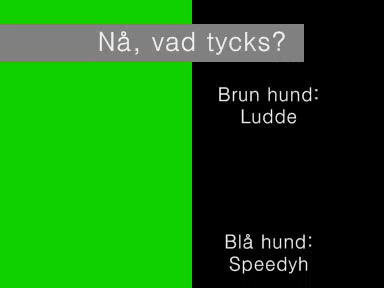 Nå, vad tycks?
Brun hund:
Ludde
Blå hund:
Speedyh